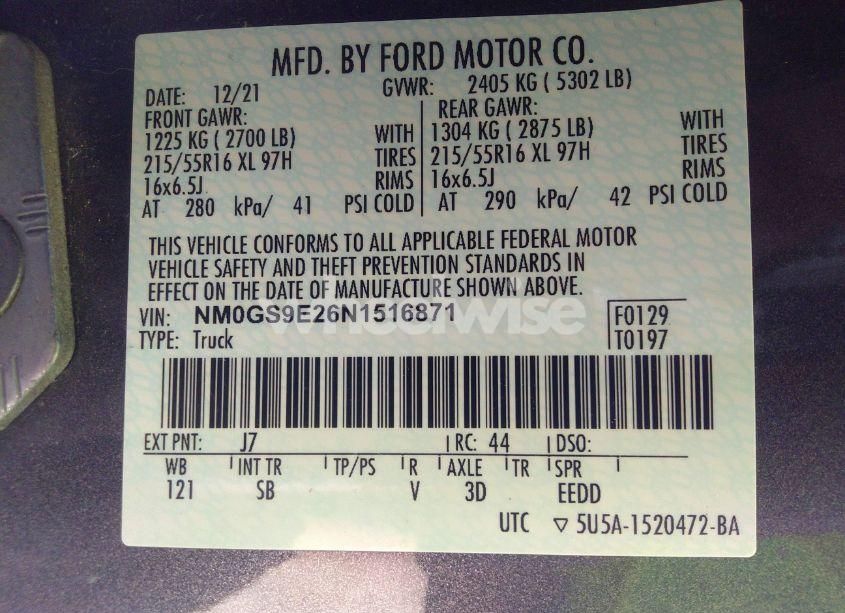 MFD. BY FORD MOTOR CO.
DATE: 12/21 GVWR: 2405 KG ( 5302 LB)
FRONT GAWR: REAR GAWR:
1225 KG ( 2700 LB) WITH 1304 KG ( 2875 LB) WITH
215/55R16 XL 97H TIRES 215/55R16 XL 97H TIRES
16x6.5J RIMS 16x6.5J RIMS
AT 280 kPa/ 41 PSI COLD AT 290 kPa/ 42 PSI COLD
THIS VEHICLE CONFORMS TO ALL APPLICABLE FEDERAL MOTOR
VEHICLE SAFETY AND THEFT PREVENTION STANDARDS IN
EFFECT ON THE DATE OF MANUFACTURE SHOWN ABOVE.
wheelwise
VIN: NM0GS9E26N1516871 F0129
TYPE: Truck T0197
EXT PNT: J7 RC: 44 DSO:
WB INT TR TP/PS R AXLE TR SPR
121 SB V 3D EEDD
UTC ▽ 5U5A-1520472-BA